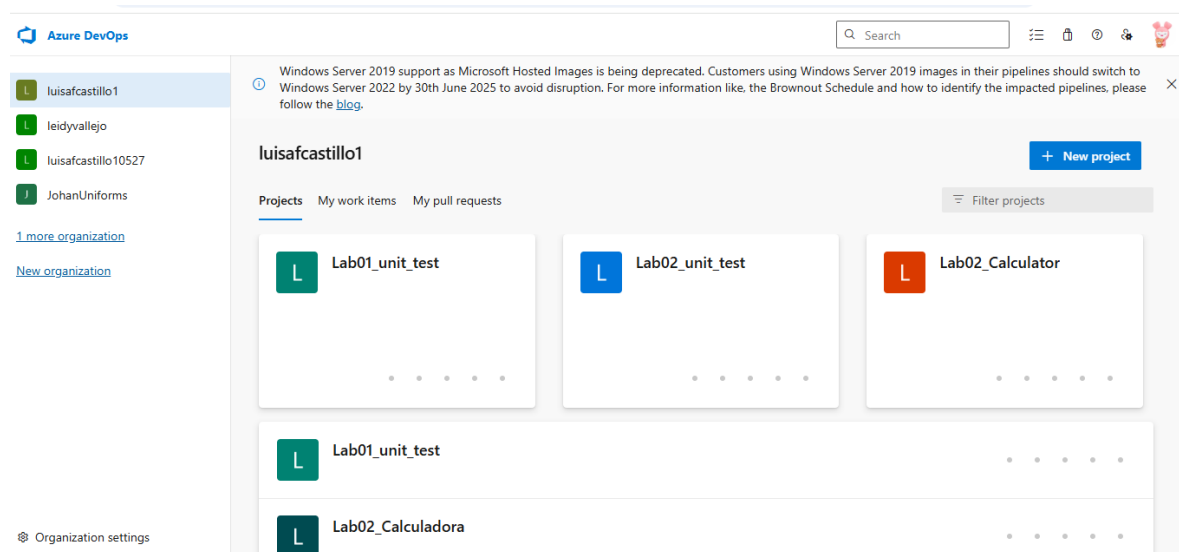 Azure DevOps
Search
L luisafcastillo1
L leidyvallejo
L luisafcastillo10527
J JohanUniforms
1 more organization
New organization
Organization settings
Windows Server 2019 support as Microsoft Hosted Images is being deprecated. Customers using Windows Server 2019 images in their pipelines should switch to
Windows Server 2022 by 30th June 2025 to avoid disruption. For more information like, the Brownout Schedule and how to identify the impacted pipelines, please
follow the blog.
luisafcastillo1
+ New project
Projects My work items My pull requests
Filter projects
L Lab01_unit_test
L Lab02_unit_test
L Lab02_Calculator
L Lab01_unit_test
L Lab02_Calculadora